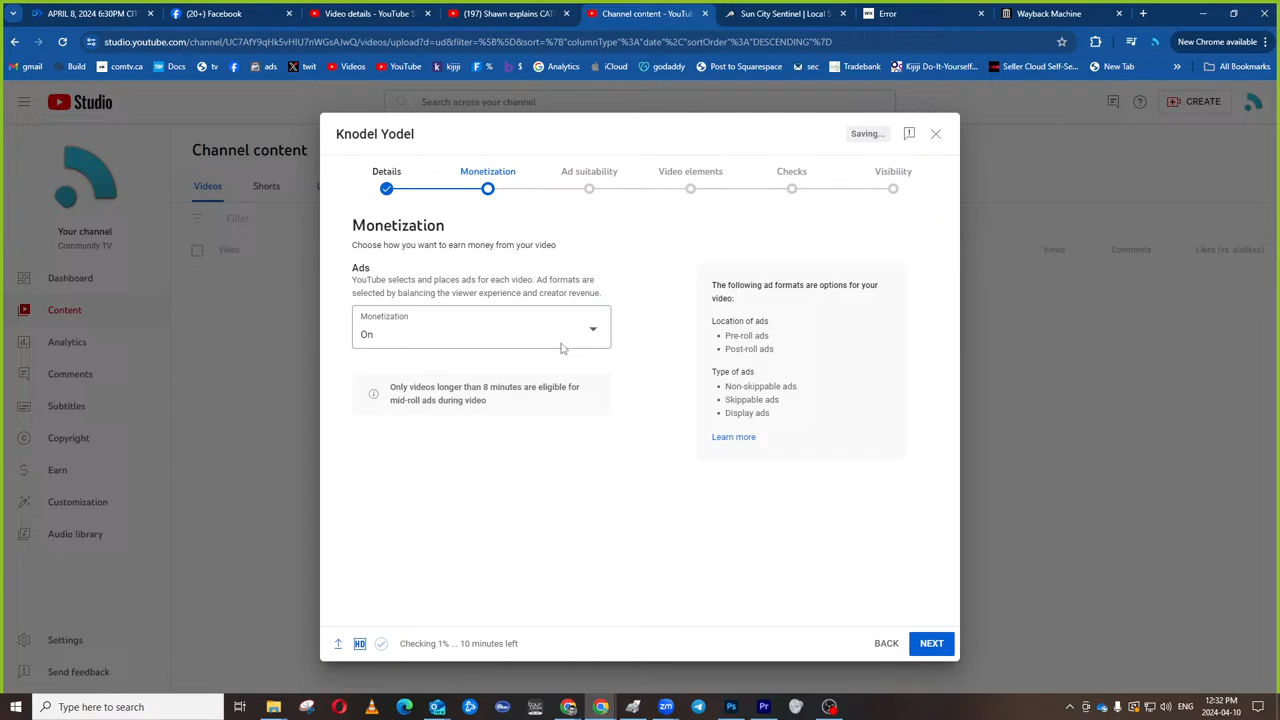 APRIL 8, 2024 6:30PM CIT
(20+) Facebook
Video details - YouTube S
(197) Monawn explains CATA
Channel content - YouTube
Sun City Sentinel | Local S
Error
Wayback Machine
studio.youtube.com/channel/UC7AfY9qHk5vHIU7nWGsAJwQ/videos/upload?d=ud&filter=%5B%5D&sort=%7B"columnType"%3A"date"%2C"sortOrder"%3A"DESCENDING"%7D
New Chrome available
gmail
Build
comtv.ca
Docs
tv
ads
twit
Videos
YouTube
kijiji
%
$
Analytics
iCloud
godaddy
Post to Squarespace
sec
Tradebank
Kijiji Do-It-Yourself...
Seller Cloud Self-Se...
New Tab
All Bookmarks
Studio
Search across your channel
CREATE
Channel content
Videos
Shorts
L
Filter
Video
Views
Comments
Likes (vs. dislikes)
Your channel
Community TV
Dashboard
Content
Analytics
Comments
Subtitles
Copyright
Earn
Customization
Audio library
Settings
Send feedback
Knodel Yodel
Saving...
Details
Monetization
Ad suitability
Video elements
Checks
Visibility
Monetization
Choose how you want to earn money from your video
Ads
YouTube selects and places ads for each video. Ad formats are
selected by balancing the viewer experience and creator revenue.
Monetization
On
Only videos longer than 8 minutes are eligible for
mid-roll ads during video
The following ad formats are options for your
video:
Location of ads
• Pre-roll ads
• Post-roll ads
Type of ads
• Non-skippable ads
• Skippable ads
• Display ads
Learn more
HD
Checking 1% ... 10 minutes left
BACK
NEXT
Type here to search
ENG
12:32 PM
2024-04-10